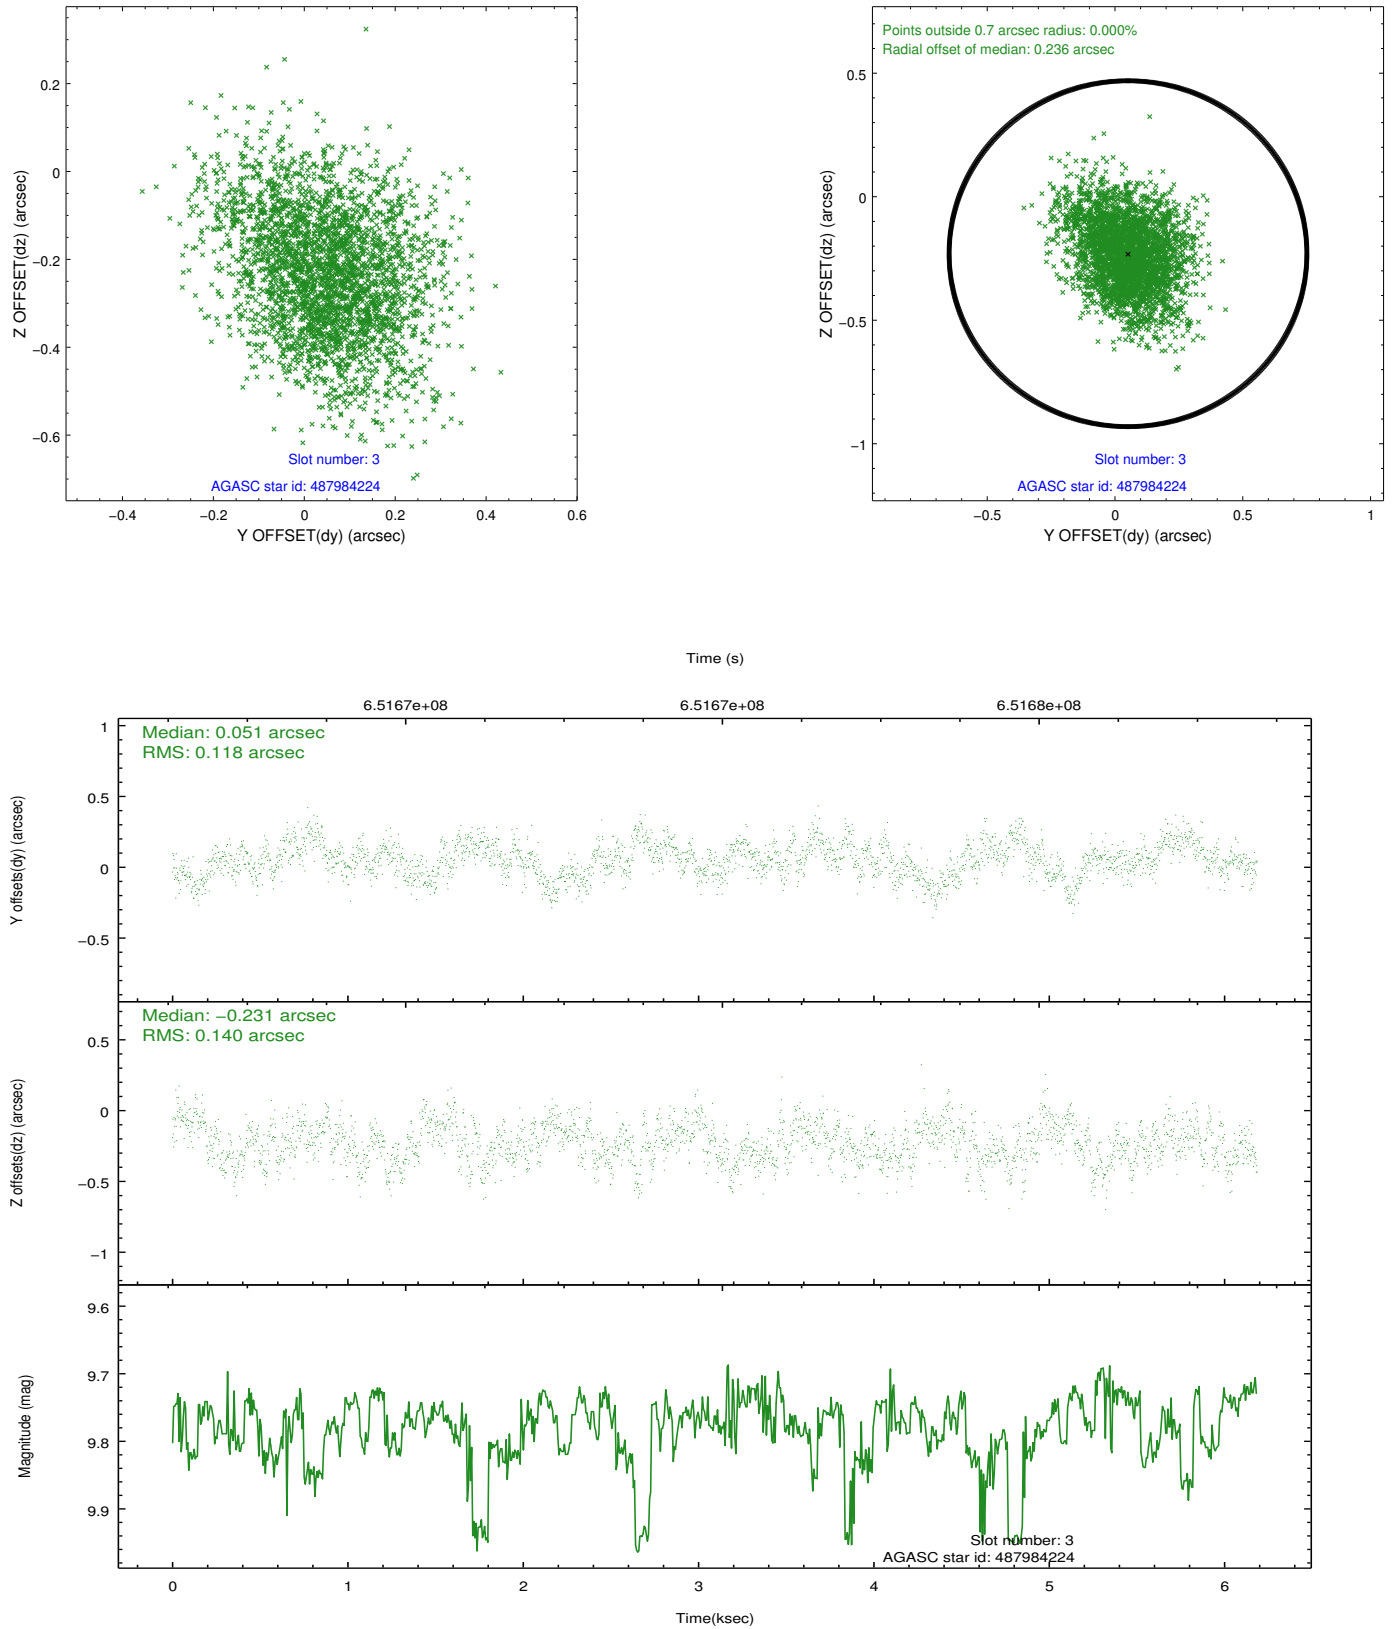 0.2
0
−0.2
−0.4
−0.6
Z OFFSET(dz) (arcsec)
Slot number: 3
AGASC star id: 487984224
−0.4 −0.2 0 0.2 0.4 0.6
Y OFFSET(dy) (arcsec)
Points outside 0.7 arcsec radius: 0.000%
Radial offset of median: 0.236 arcsec
0.5
0
−0.5
−1
Z OFFSET(dz) (arcsec)
Slot number: 3
AGASC star id: 487984224
−0.5 0 0.5 1
Y OFFSET(dy) (arcsec)
Time (s)
6.5167e+08 6.5167e+08 6.5168e+08
Median: 0.051 arcsec
RMS: 0.118 arcsec
1
0.5
0
−0.5
Y offsets(dy) (arcsec)
Median: −0.231 arcsec
RMS: 0.140 arcsec
0.5
0
−0.5
−1
Z offsets(dz) (arcsec)
9.6
9.7
9.8
9.9
Magnitude (mag)
Slot number: 3
AGASC star id: 487984224
0 1 2 3 4 5 6
Time(ksec)